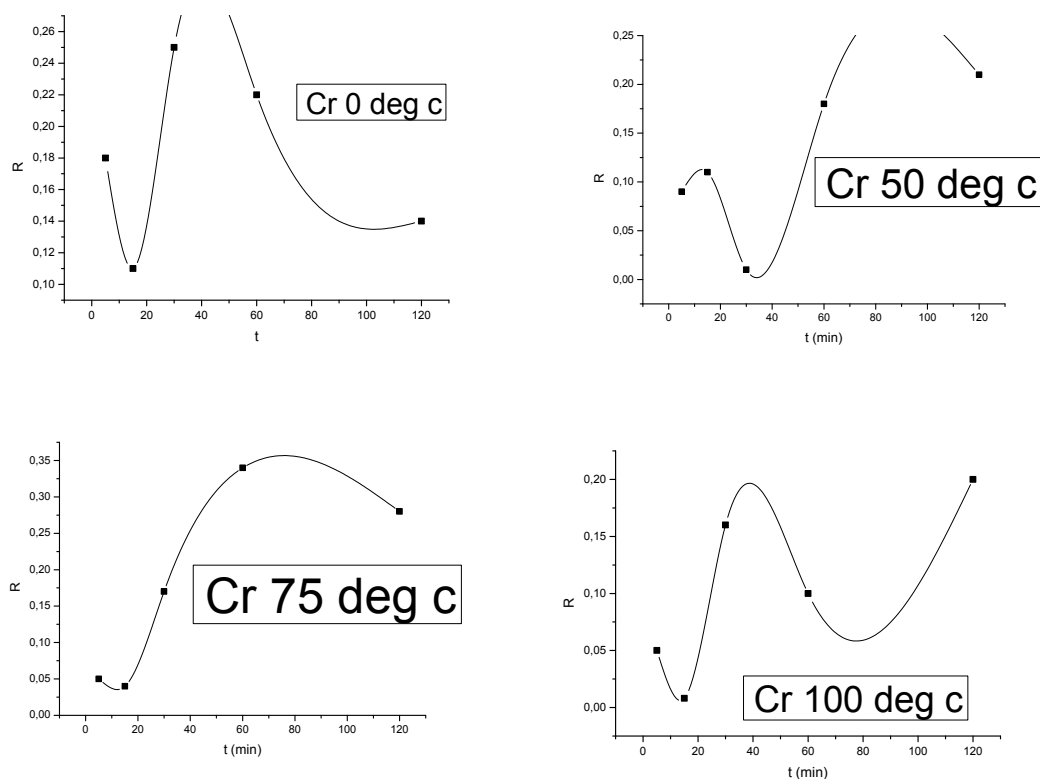 0,26
0,24
0,22
0,20
0,18
0,16
0,14
0,12
0,10
R
Cr 0 deg c
0 20 40 60 80 100 120
t
0,25
0,20
0,15
0,10
0,05
0,00
R
Cr 50 deg c
0 20 40 60 80 100 120
t (min)
0,35
0,30
0,25
0,20
0,15
0,10
0,05
0,00
R
Cr 75 deg c
0 20 40 60 80 100 120
t (min)
0,20
0,15
0,10
0,05
0,00
R
Cr 100 deg c
0 20 40 60 80 100 120
t (min)